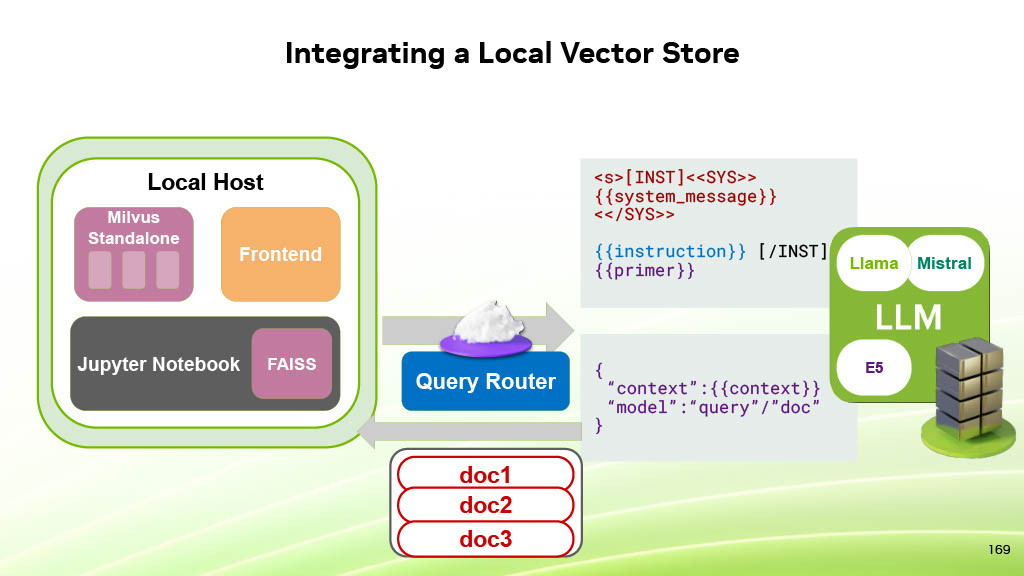 Integrating a Local Vector Store
Local Host
Milvus
Standalone
Frontend
Jupyter Notebook
FAISS
Query Router
doc1
doc2
doc3
<s>[INST]<<SYS>>
{{system_message}}
<</SYS>>
{{instruction}} [/INST]
{{primer}}
{
“context”:{{context}}
“model”:“query”/”doc”
}
Llama
Mistral
LLM
E5
169